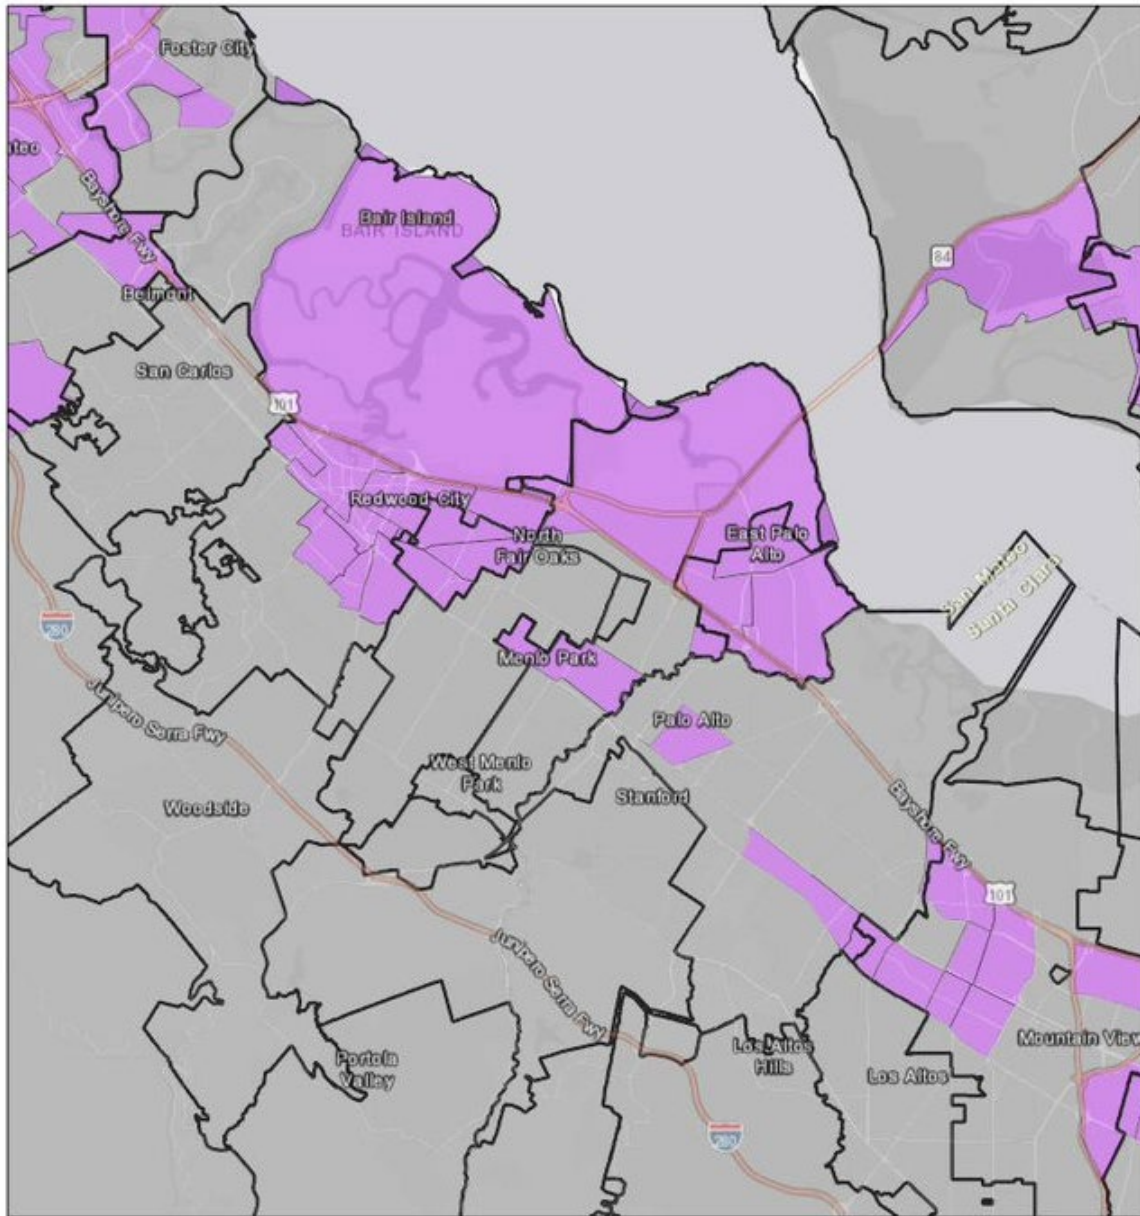 Foster City
ateo
Bayshore Fwy
Bair Island
BAIR ISLAND
84
Belmont
San Carlos
101
Redwood City
North
Fair Oaks
East Palo
Alto
San Mateo
Santa Clara
280
Menlo Park
Junipero Serra Fwy
Palo Alto
West Menlo
Park
Stanford
Woodside
Bayshore Fwy
101
Junipero Serra Fwy
Mountain View
Portola
Valley
Los Altos
Hills
Los Altos
280